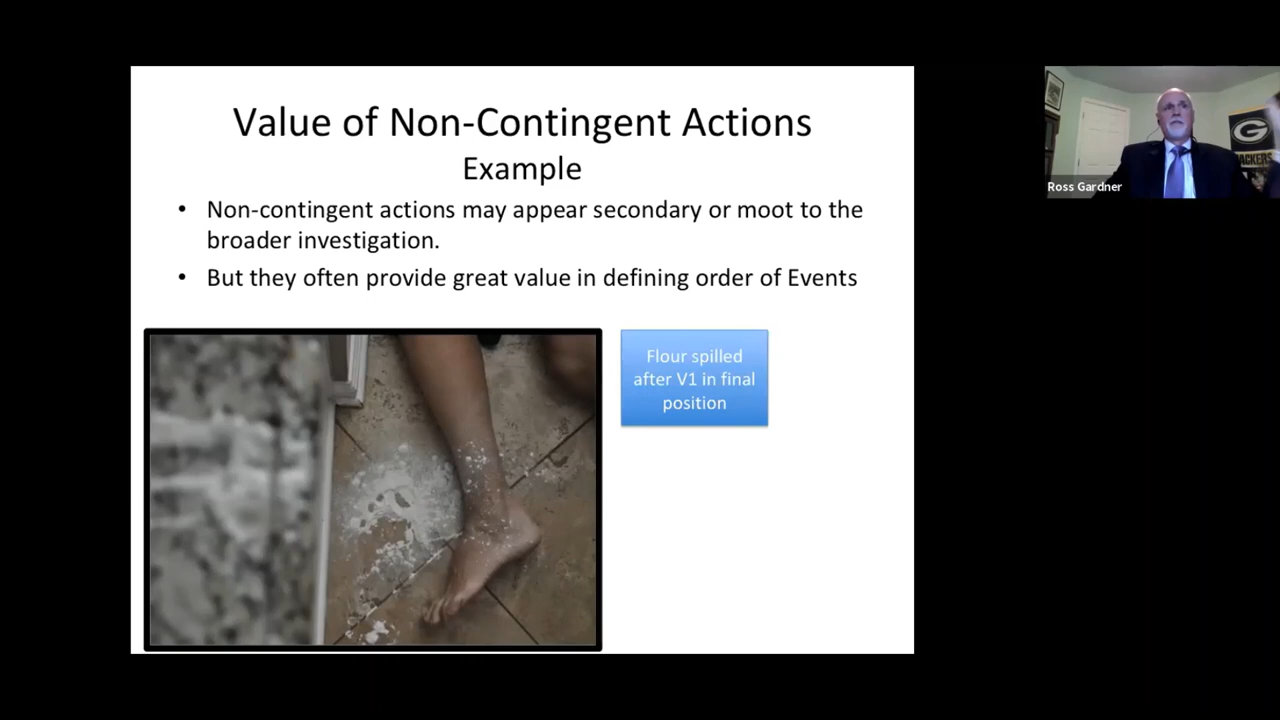 Value of Non-Contingent Actions
Example
• Non-contingent actions may appear secondary or moot to the
broader investigation.
• But they often provide great value in defining order of Events
Flour spilled
after V1 in final
position
G
ACKERS
Ross Gardner